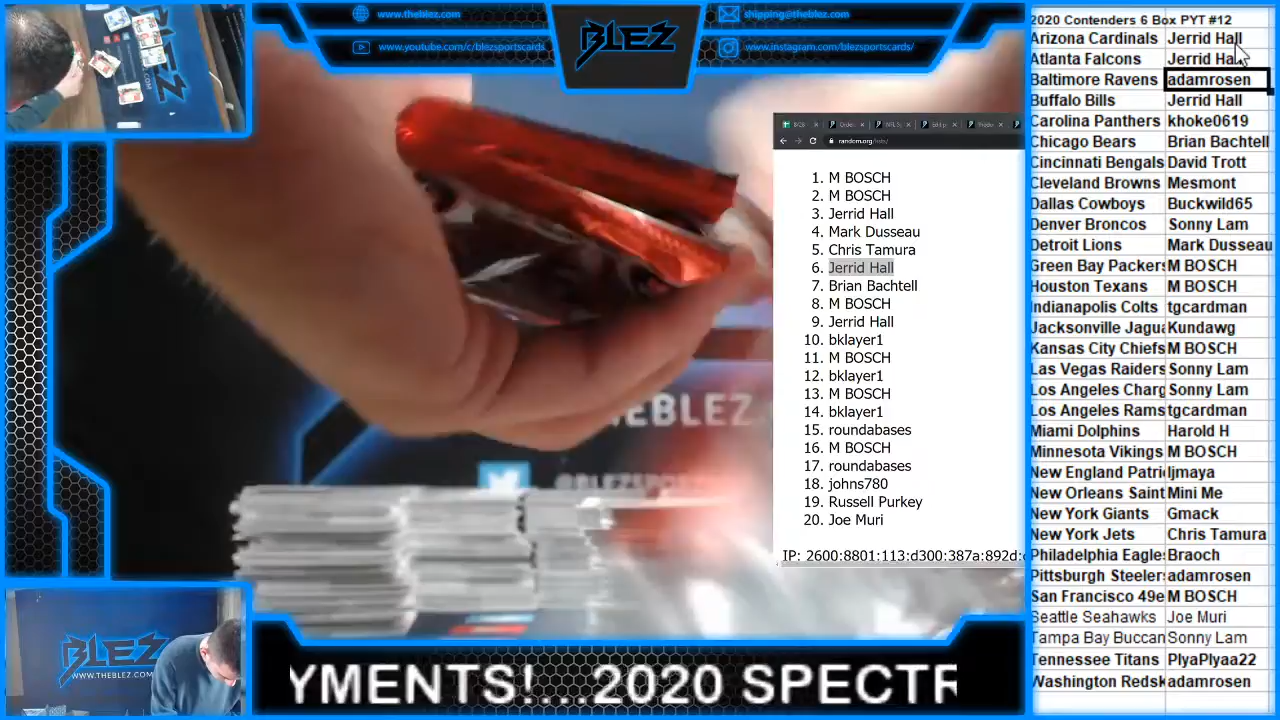 www.theblez.com
BLEZ
shipping@theblez.com
www.youtube.com/c/blezsportscards/
www.instagram.com/blezsportscards/
random.org/lists/
1. M BOSCH
2. M BOSCH
3. Jerrid Hall
4. Mark Dusseau
5. Chris Tamura
6. Jerrid Hall
7. Brian Bachtell
8. M BOSCH
9. Jerrid Hall
10. bklayer1
11. M BOSCH
12. bklayer1
13. M BOSCH
14. bklayer1
15. roundabases
16. M BOSCH
17. roundabases
18. johns780
19. Russell Purkey
20. Joe Muri
IP: 2600:8801:113:d300:387a:892d:
2020 Contenders 6 Box PYT #12
Arizona Cardinals Jerrid Hall
Atlanta Falcons Jerrid Hall
Baltimore Ravens adamrosen
Buffalo Bills Jerrid Hall
Carolina Panthers khoke0619
Chicago Bears Brian Bachtell
Cincinnati Bengals David Trott
Cleveland Browns Mesmont
Dallas Cowboys Buckwild65
Denver Broncos Sonny Lam
Detroit Lions Mark Dusseau
Green Bay Packers M BOSCH
Houston Texans M BOSCH
Indianapolis Colts tgcardman
Jacksonville Jagua Kundawg
Kansas City Chiefs M BOSCH
Las Vegas Raiders Sonny Lam
Los Angeles Charg Sonny Lam
Los Angeles Rams tgcardman
Miami Dolphins Harold H
Minnesota Vikings M BOSCH
New England Patri ljmaya
New Orleans Saint Mini Me
New York Giants Gmack
New York Jets Chris Tamura
Philadelphia Eagle Braoch
Pittsburgh Steelers adamrosen
San Francisco 49e M BOSCH
Seattle Seahawks Joe Muri
Tampa Bay Buccan Sonny Lam
Tennessee Titans PlyaPlyaa22
Washington Redsk adamrosen
THEBLEZ
BLEZ
WWW.THEBLEZ.COM
YMENTS!...2020 SPECTR